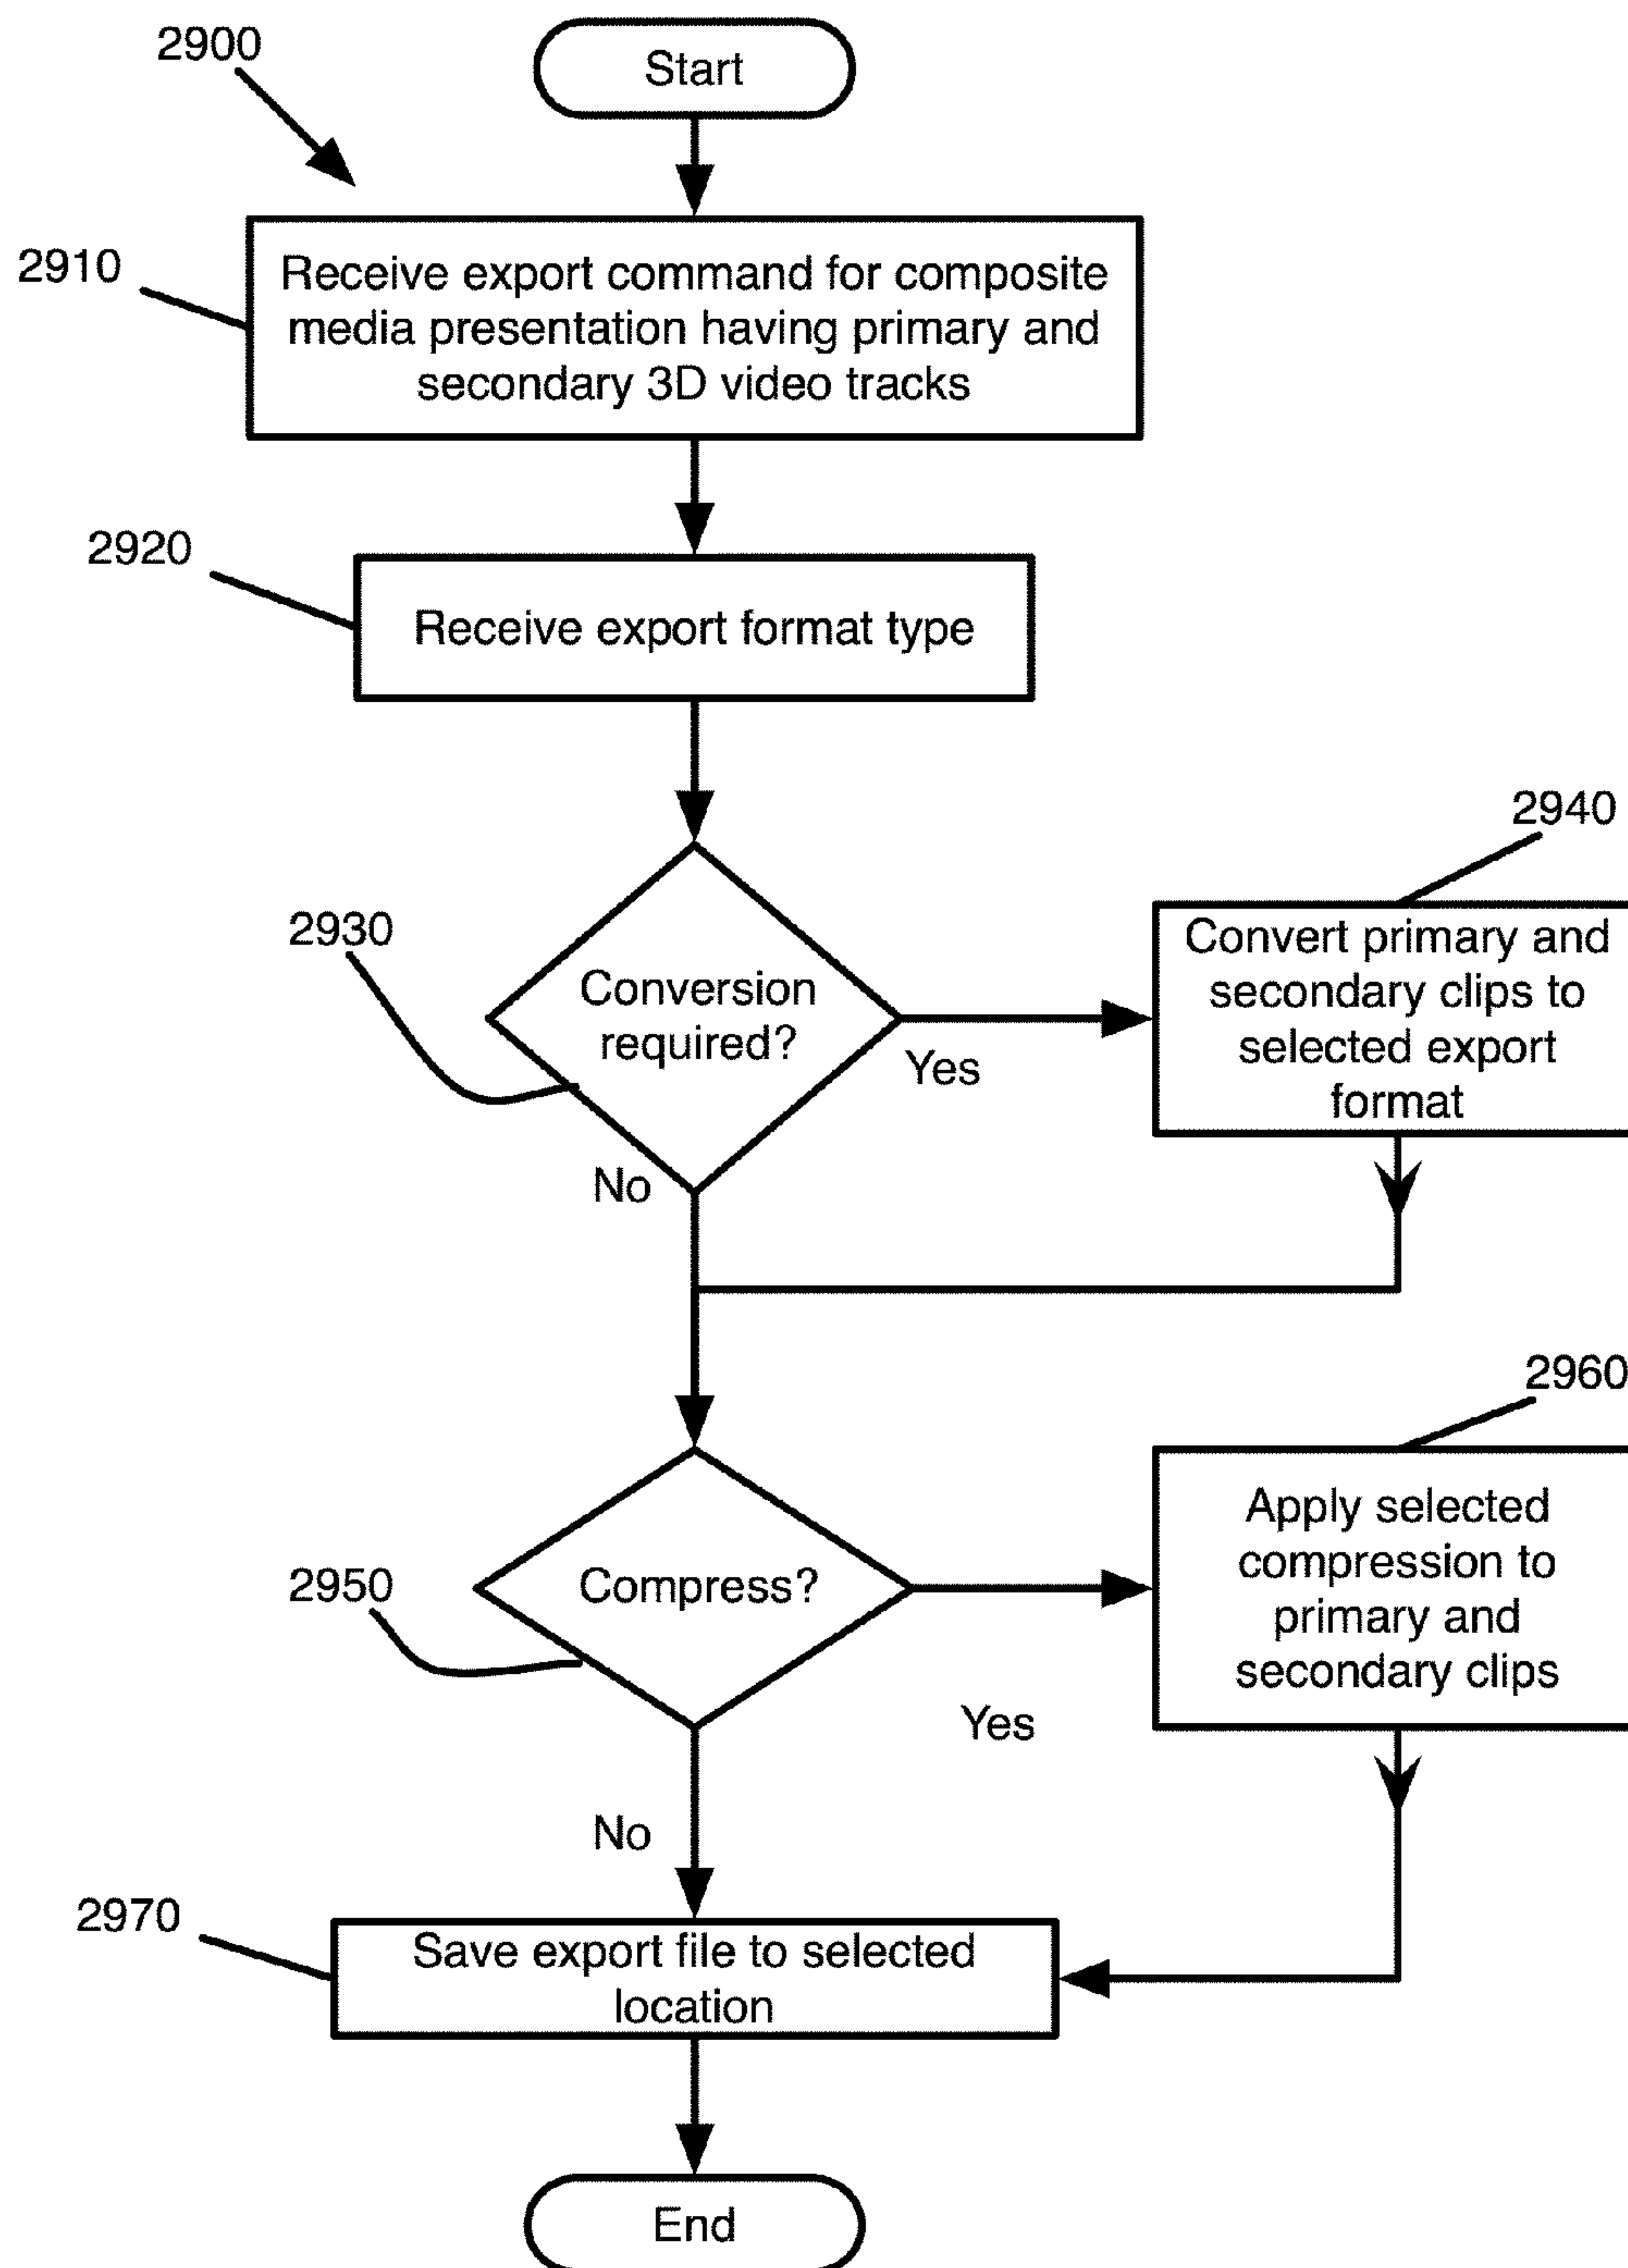 2900
Start
2910
Receive export command for composite
media presentation having primary and
secondary 3D video tracks
2920
Receive export format type
2940
2930
Conversion
required?
Yes
No
Convert primary and
secondary clips to
selected export
format
2960
2950
Compress?
Yes
No
Apply selected
compression to
primary and
secondary clips
2970
Save export file to selected
location
End